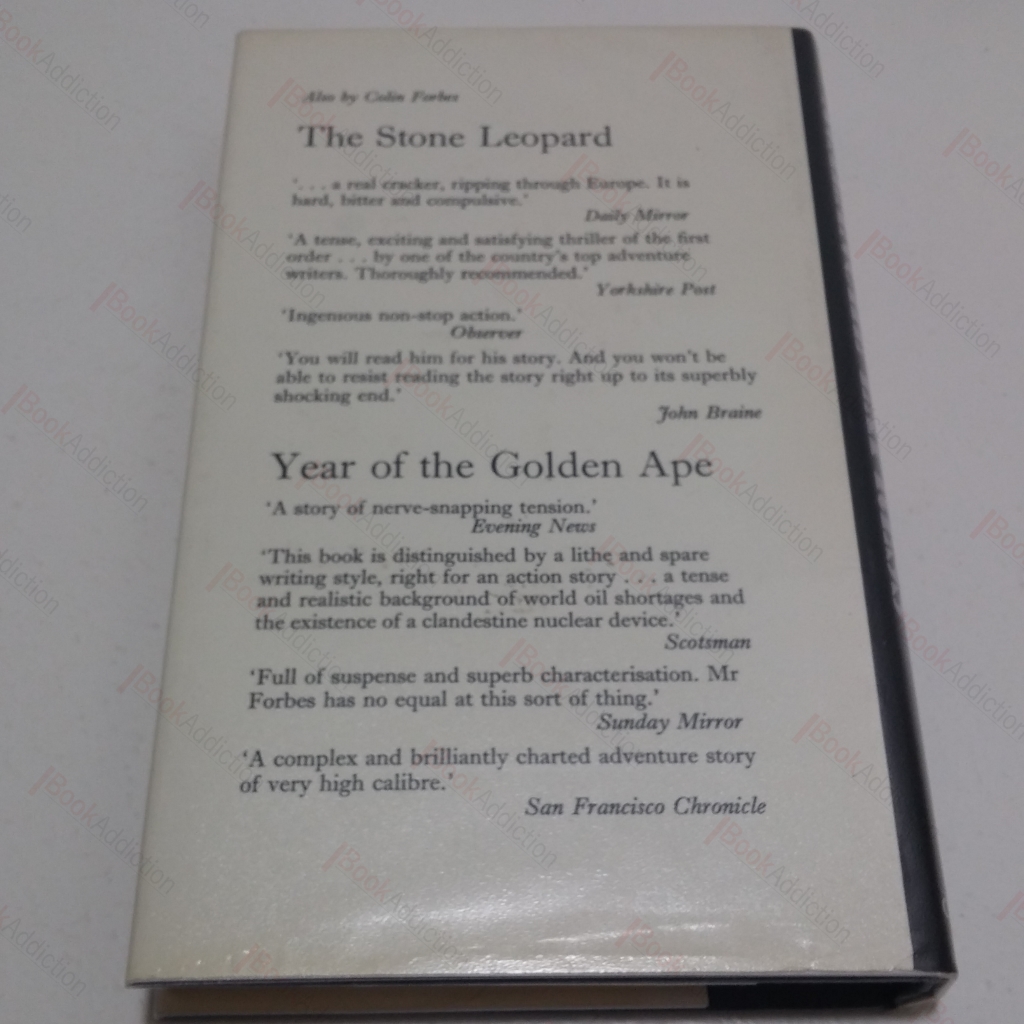 Also by Colin Forbes
The Stone Leopard
'. . . a real cracker, ripping through Europe. It is
hard, bitter and compulsive.'
Daily Mirror
'A tense, exciting and satisfying thriller of the first
order . . . by one of the country's top adventure
writers. Thoroughly recommended.'
Yorkshire Post
'Ingenious non-stop action.'
Observer
'You will read him for his story. And you won't be
able to resist reading the story right up to its superbly
shocking end.'
John Braine
Year of the Golden Ape
'A story of nerve-snapping tension.'
Evening News
'This book is distinguished by a lithe and spare
writing style, right for an action story . . . a tense
and realistic background of world oil shortages and
the existence of a clandestine nuclear device.'
Scotsman
'Full of suspense and superb characterisation. Mr
Forbes has no equal at this sort of thing.'
Sunday Mirror
'A complex and brilliantly charted adventure story
of very high calibre.'
San Francisco Chronicle
BookAddiction